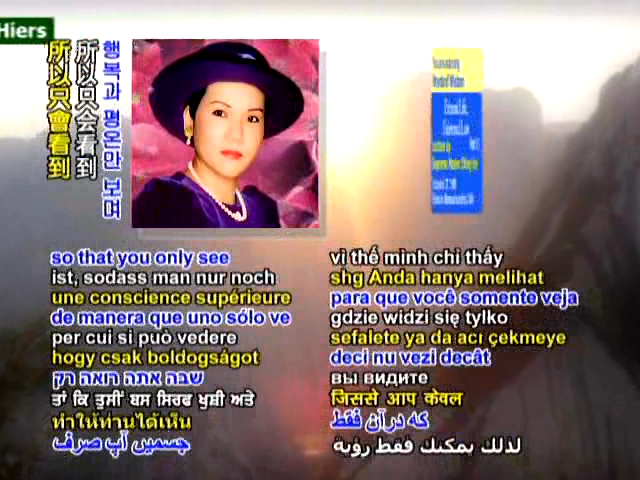 Hiers
所以只會看到
所以只会看到
행복과 평온만 보며
so that you only see
ist, sodass man nur noch
une conscience supérieure
de manera que uno sólo ve
per cui si può vedere
hogy csak boldogságot
שבה אתה רואה רק
ਤਾਂ ਕਿ ਤੁਸੀਂ ਬਸ ਸਿਰਫ ਖੁਸ਼ੀ ਅਤੇ
ทำให้ท่านได้เห็น
جسمیں آپ صرف
vì thế mình chỉ thấy
shg Anda hanya melihat
para que você somente veja
gdzie widzi się tylko
sefalete ya da acı çekmeye
deci nu vezi decât
вы видите
जिससे आप केवल
که در آن فقط
لذلك يمكنك فقط رؤية